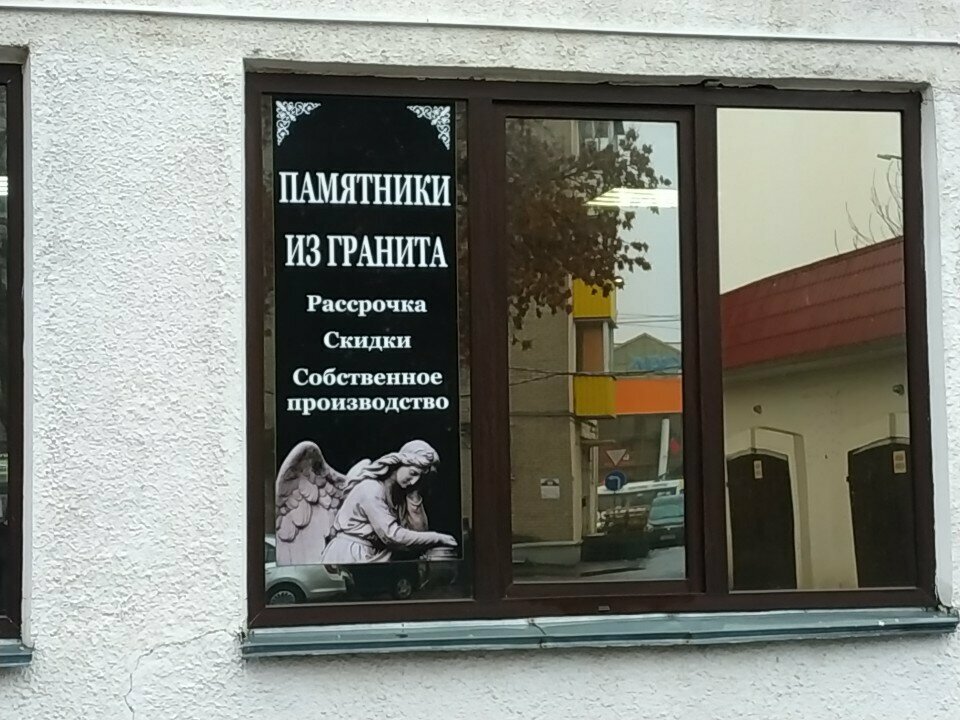 ПАМЯТНИКИ
ИЗ ГРАНИТА
Рассрочка
Скидки
Собственное
производство